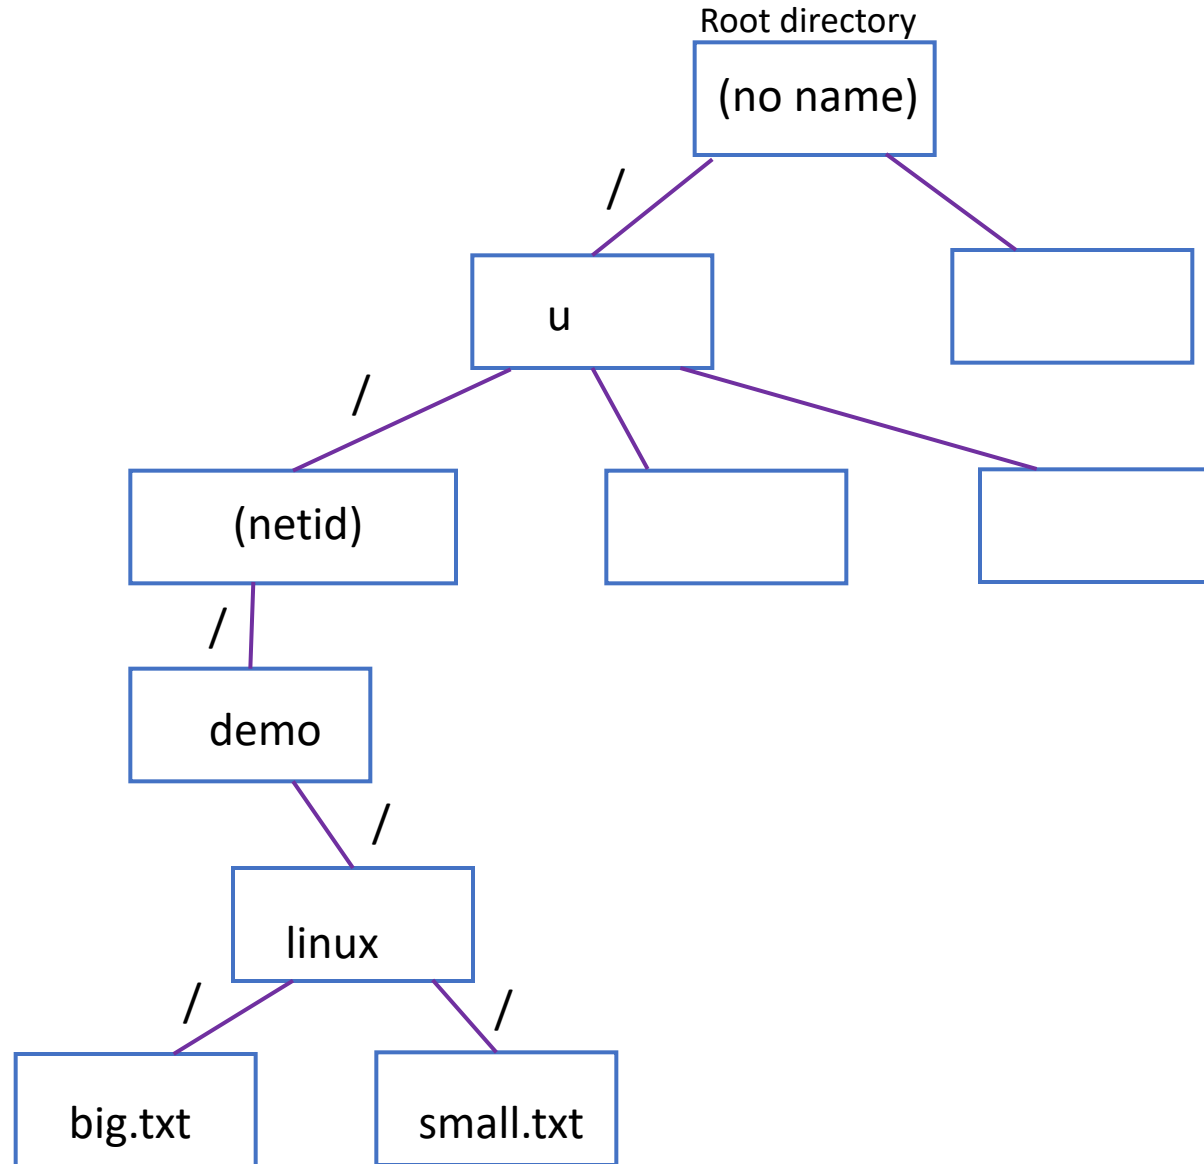 Root directory
(no name)
/
u
/
(netid)
/
demo
/
linux
/
/
big.txt
small.txt